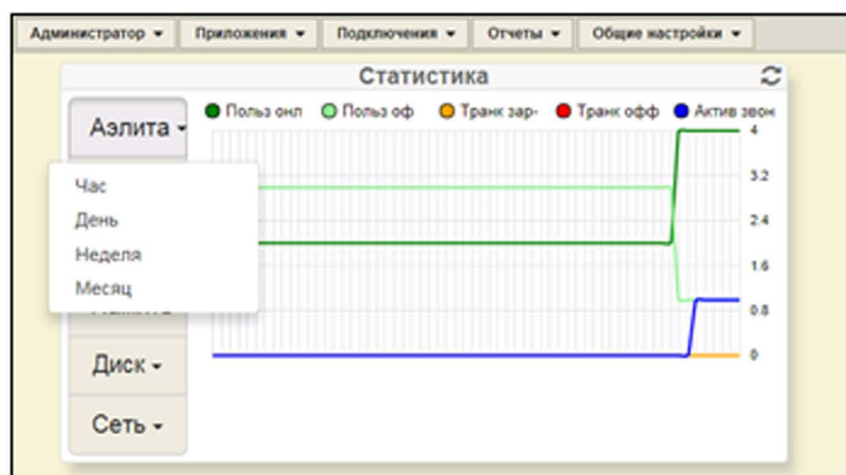 Администратор Приложения Подключения Отчеты Общие настройки
Статистика
Аэлита
Польз онл Польз оф Транк зар- Транк офф Актив звон
Час
День
Неделя
Месяц
Диск
Сеть
4
3.2
2.4
1.6
0.8
0